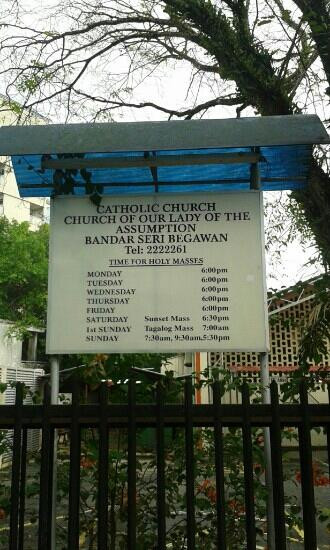 CATHOLIC CHURCH
CHURCH OF OUR LADY OF THE
ASSUMPTION
BANDAR SERI BEGAWAN
Tel: 2222261
TIME FOR HOLY MASSES
MONDAY 6:00pm
TUESDAY 6:00pm
WEDNESDAY 6:00pm
THURSDAY 6:00pm
FRIDAY 6:00pm
SATURDAY Sunset Mass 6:30pm
1st SUNDAY Tagalog Mass 7:00am
SUNDAY 7:30am, 9:30am,5:30pm